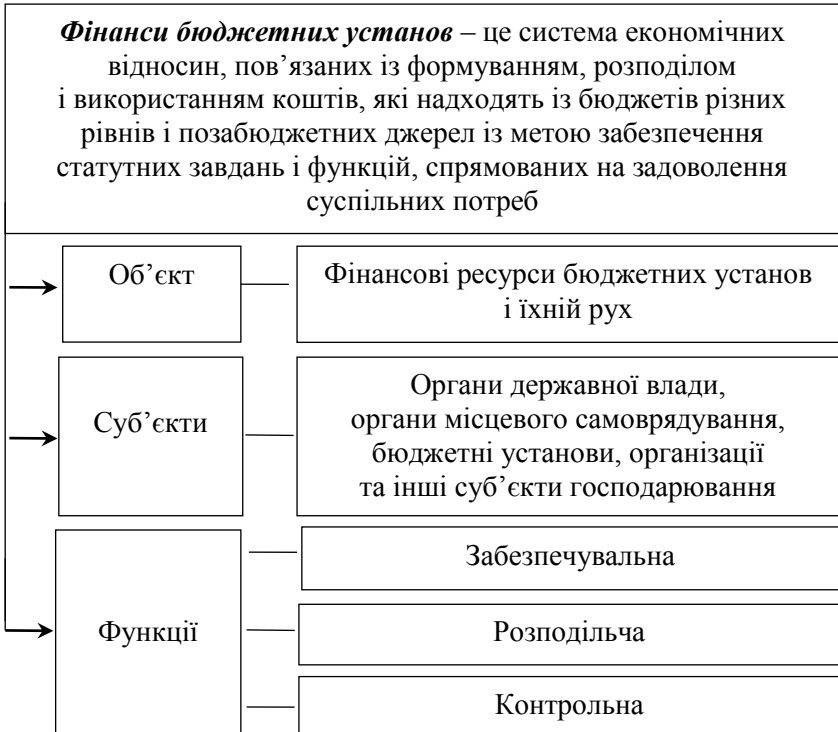 Фінанси бюджетних установ – це система економічних
відносин, пов’язаних із формуванням, розподілом
і використанням коштів, які надходять із бюджетів різних
рівнів і позабюджетних джерел із метою забезпечення
статутних завдань і функцій, спрямованих на задоволення
суспільних потреб
Об’єкт
Фінансові ресурси бюджетних установ
і їхній рух
Суб’єкти
Органи державної влади,
органи місцевого самоврядування,
бюджетні установи, організації
та інші суб’єкти господарювання
Функції
Забезпечувальна
Розподільча
Контрольна